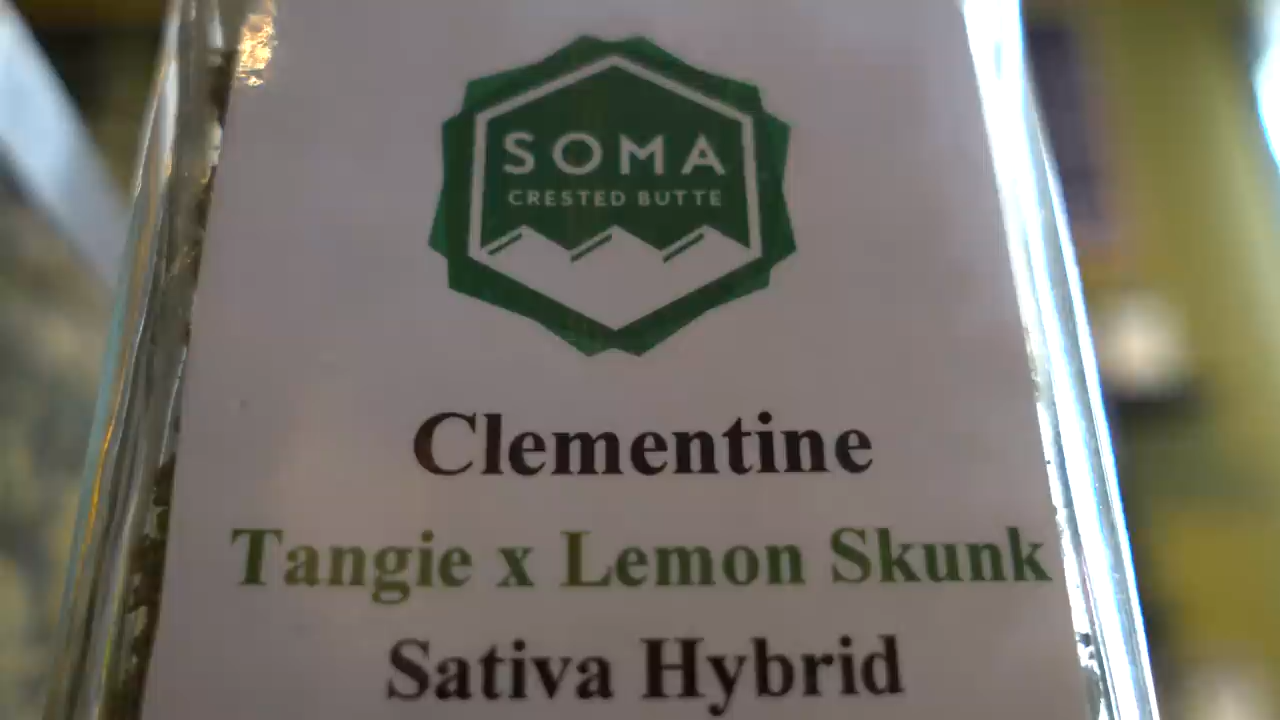 SOMA
CRESTED BUTTE
Clementine
Tangie x Lemon Skunk
Sativa Hybrid